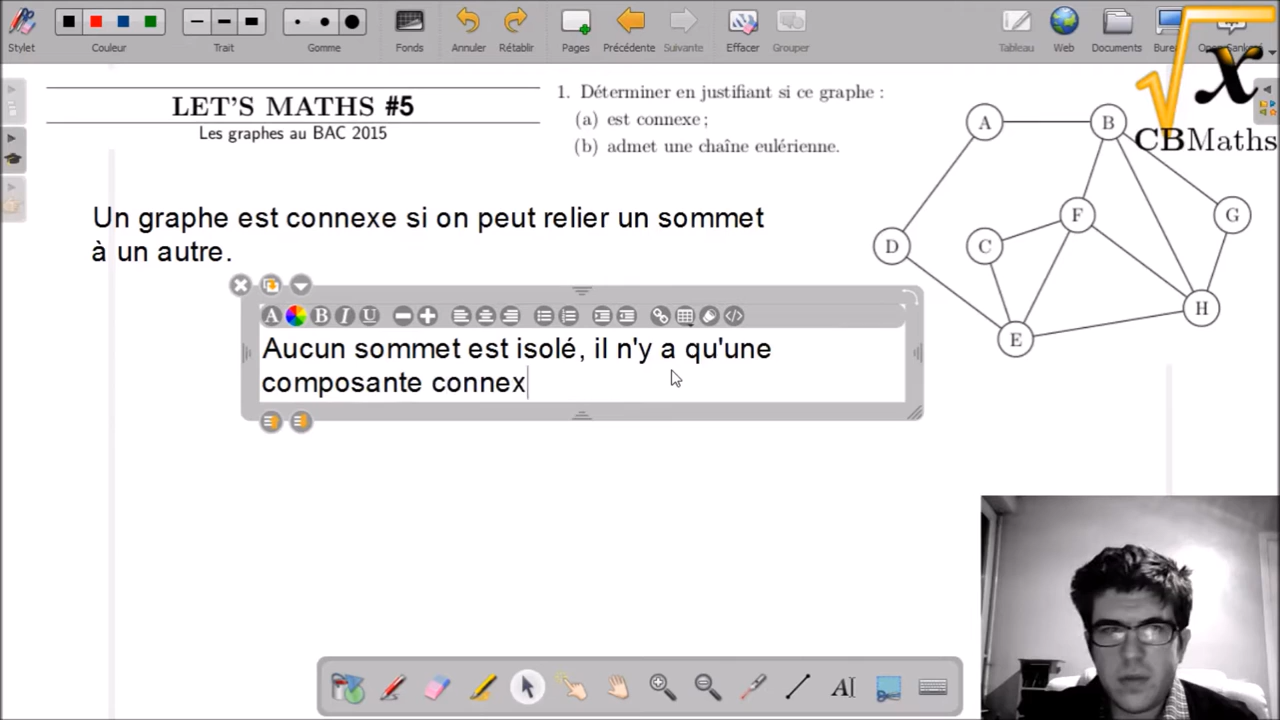 Stylet
Couleur
Trait
Gomme
Fonds
Annuler
Rétablir
Pages
Précédente
Suivante
Effacer
Grouper
Tableau
Web
Documents
x
CBMaths
LET'S MATHS #5
Les graphes au BAC 2015
1. Déterminer en justifiant si ce graphe :
(a) est connexe ;
(b) admet une chaîne eulérienne.
A
B
F
G
D
C
H
E
Un graphe est connexe si on peut relier un sommet
à un autre.
A B I U
Aucun sommet est isolé, il n'y a qu'une
composante connex